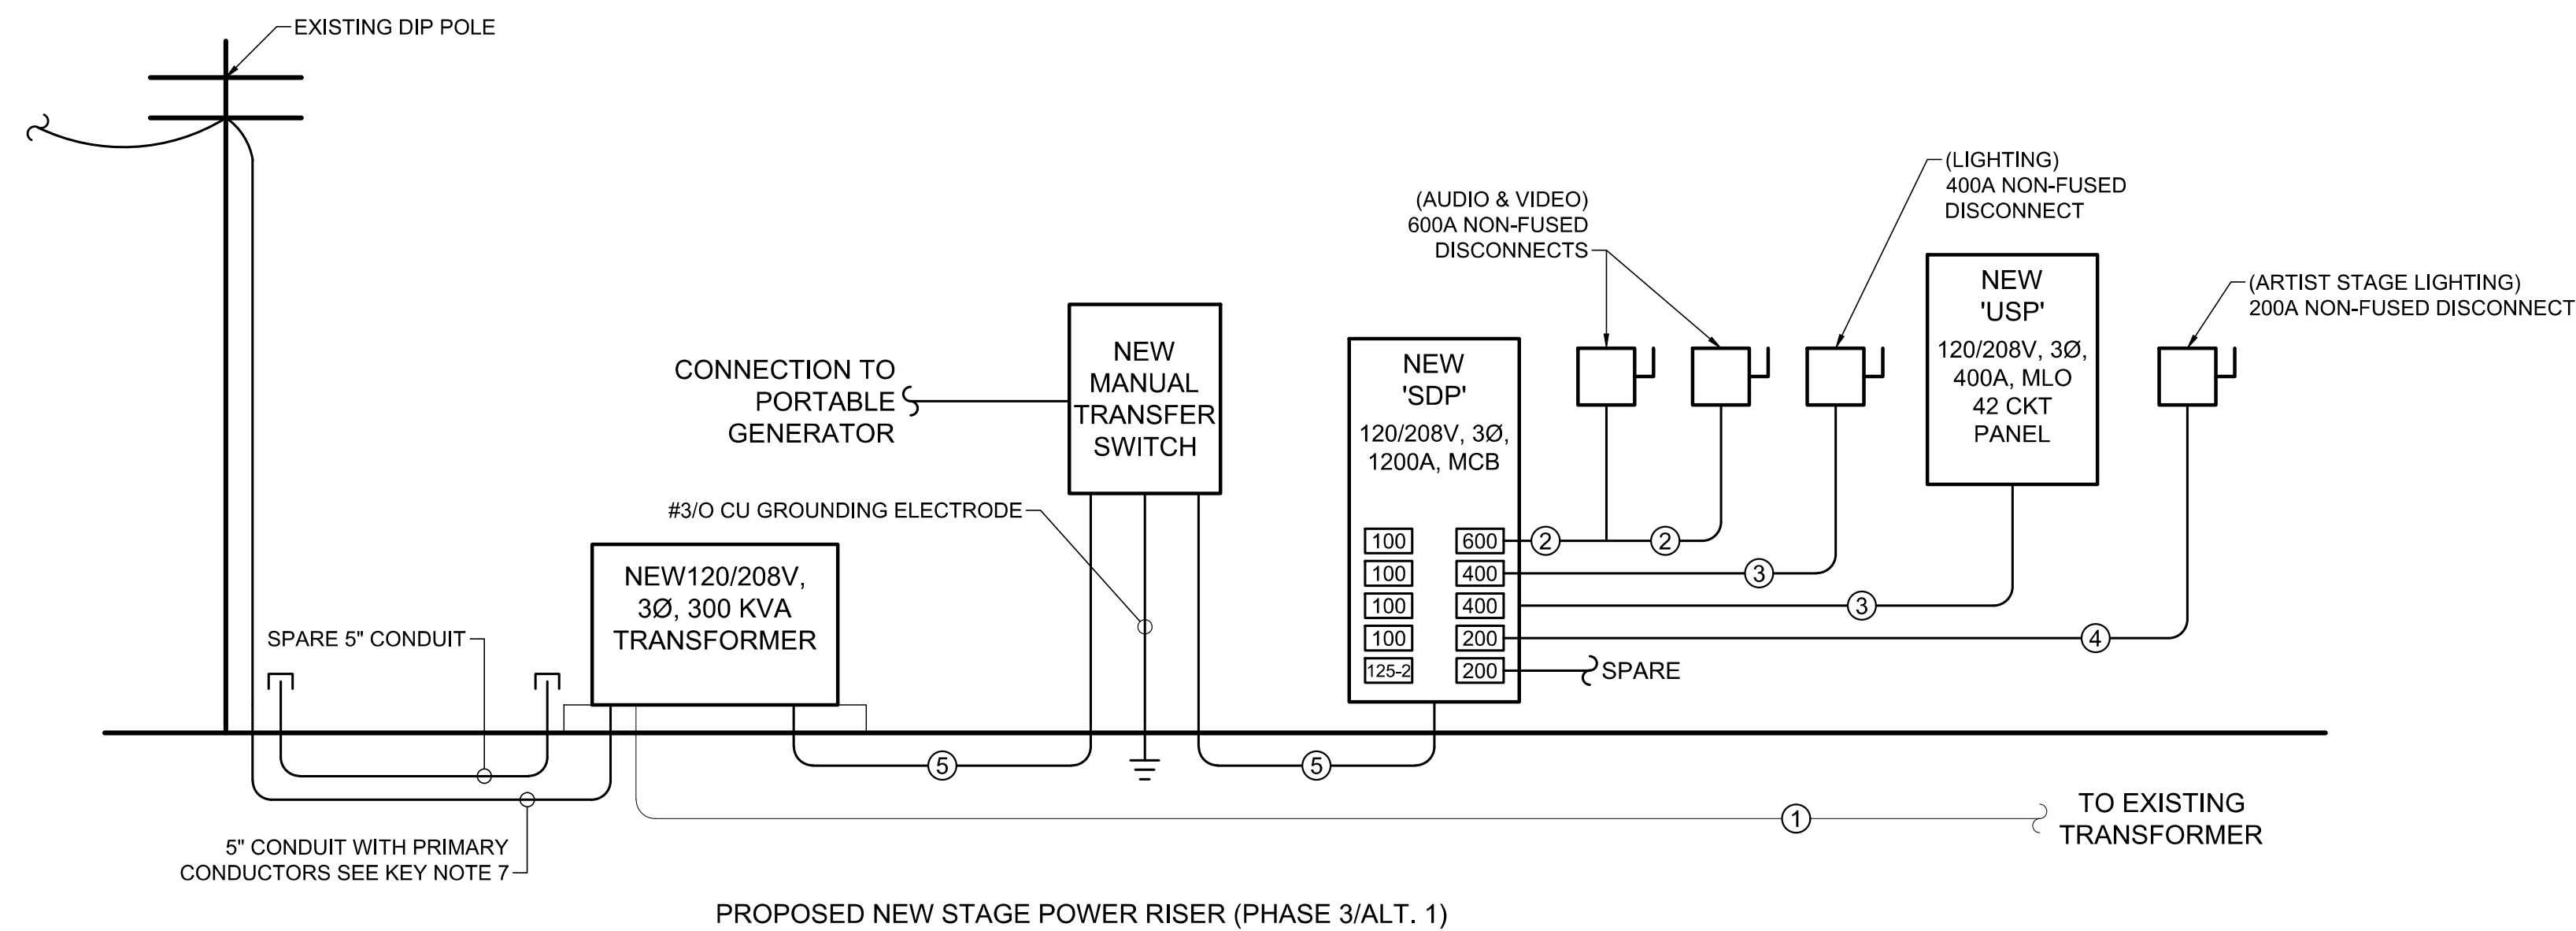 EXISTING DIP POLE
(LIGHTING)
400A NON-FUSED
DISCONNECT
(AUDIO & VIDEO)
600A NON-FUSED
DISCONNECTS
(ARTIST STAGE LIGHTING)
200A NON-FUSED DISCONNECT
CONNECTION TO
PORTABLE
GENERATOR
NEW
MANUAL
TRANSFER
SWITCH
NEW
'SDP'
120/208V, 3Ø,
1200A, MCB
NEW
'USP'
120/208V, 3Ø,
400A, MLO
42 CKT
PANEL
#3/O CU GROUNDING ELECTRODE
100 600 2 2
100 400 3
100 400 3
100 200 4
125-2 200 SPARE
NEW120/208V,
3Ø, 300 KVA
TRANSFORMER
SPARE 5" CONDUIT
5 5
1
TO EXISTING
TRANSFORMER
5" CONDUIT WITH PRIMARY
CONDUCTORS SEE KEY NOTE 7
PROPOSED NEW STAGE POWER RISER (PHASE 3/ALT. 1)